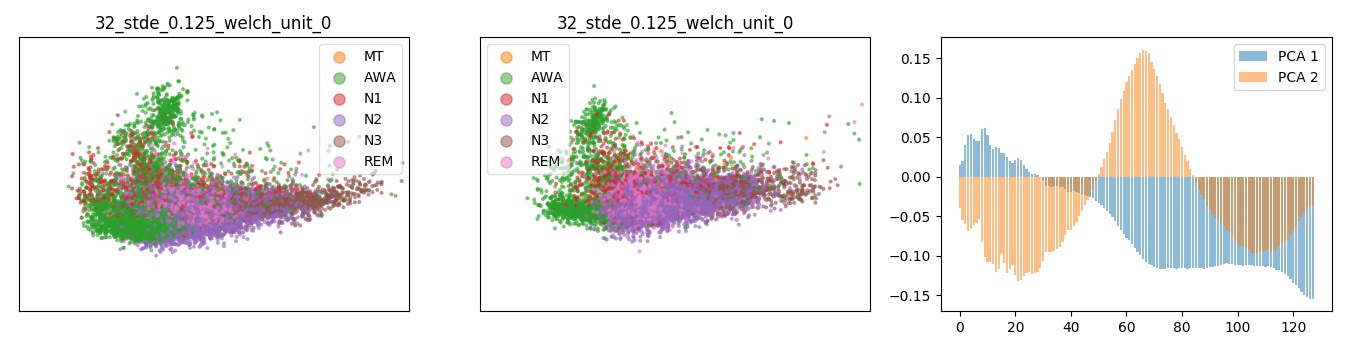 32_stde_0.125_welch_unit_0
MT
AWA
N1
N2
N3
REM
32_stde_0.125_welch_unit_0
MT
AWA
N1
N2
N3
REM
PCA 1
PCA 2
0.15
0.10
0.05
0.00
−0.05
−0.10
−0.15
0 20 40 60 80 100 120